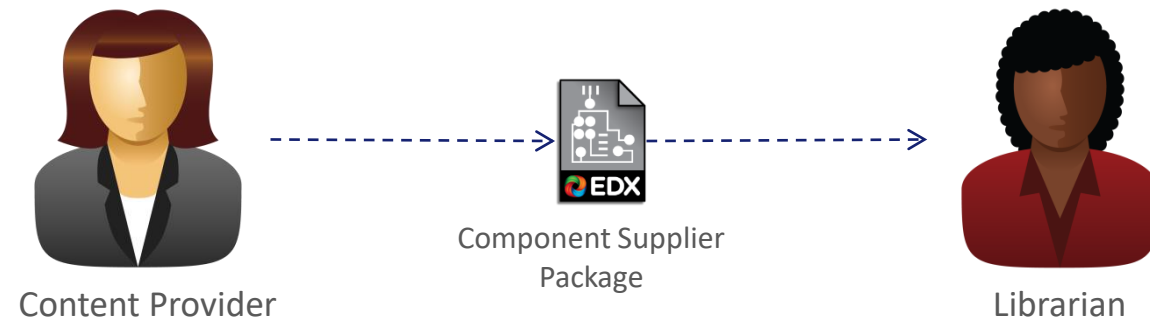 EDX
Component Supplier
Package
Content Provider
Librarian